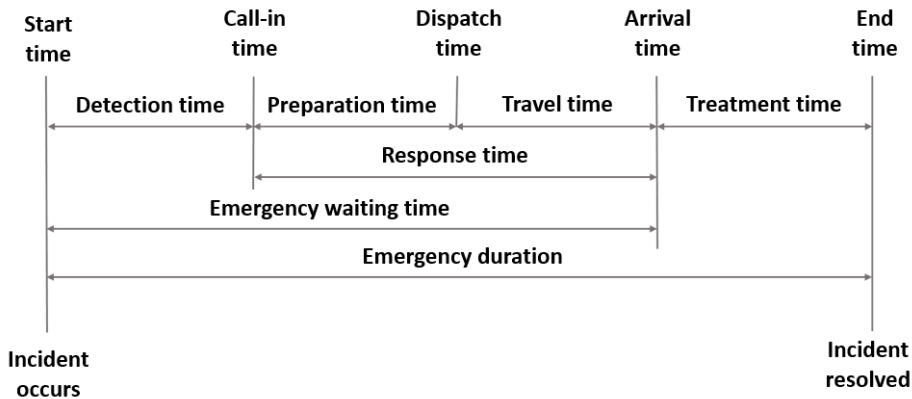 Start
time
Call-in
time
Dispatch
time
Arrival
time
End
time
Detection time
Preparation time
Travel time
Treatment time
Response time
Emergency waiting time
Emergency duration
Incident
occurs
Incident
resolved